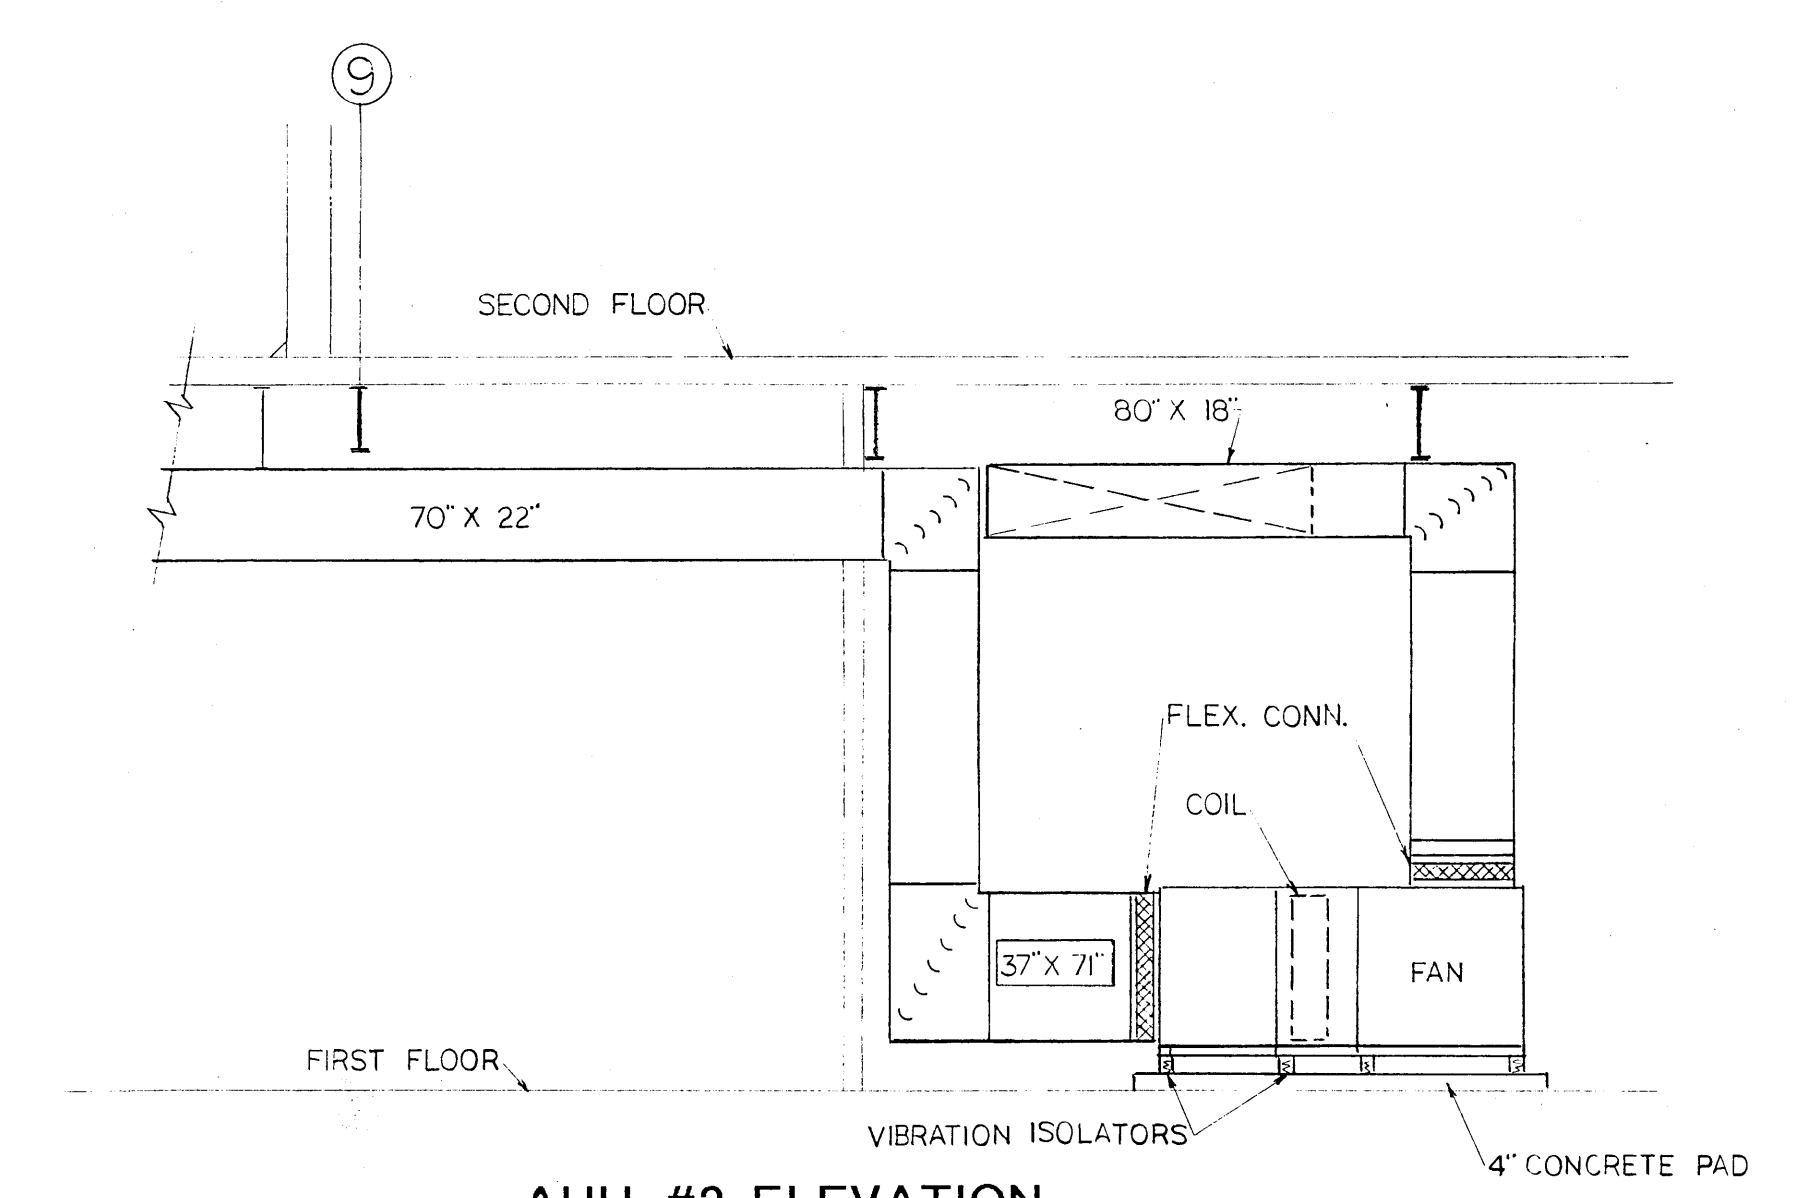 9
SECOND FLOOR
80" X 18"
70" X 22"
FLEX. CONN.
COIL
37" X 71"
FAN
FIRST FLOOR
VIBRATION ISOLATORS
4" CONCRETE PAD
ELEVATION